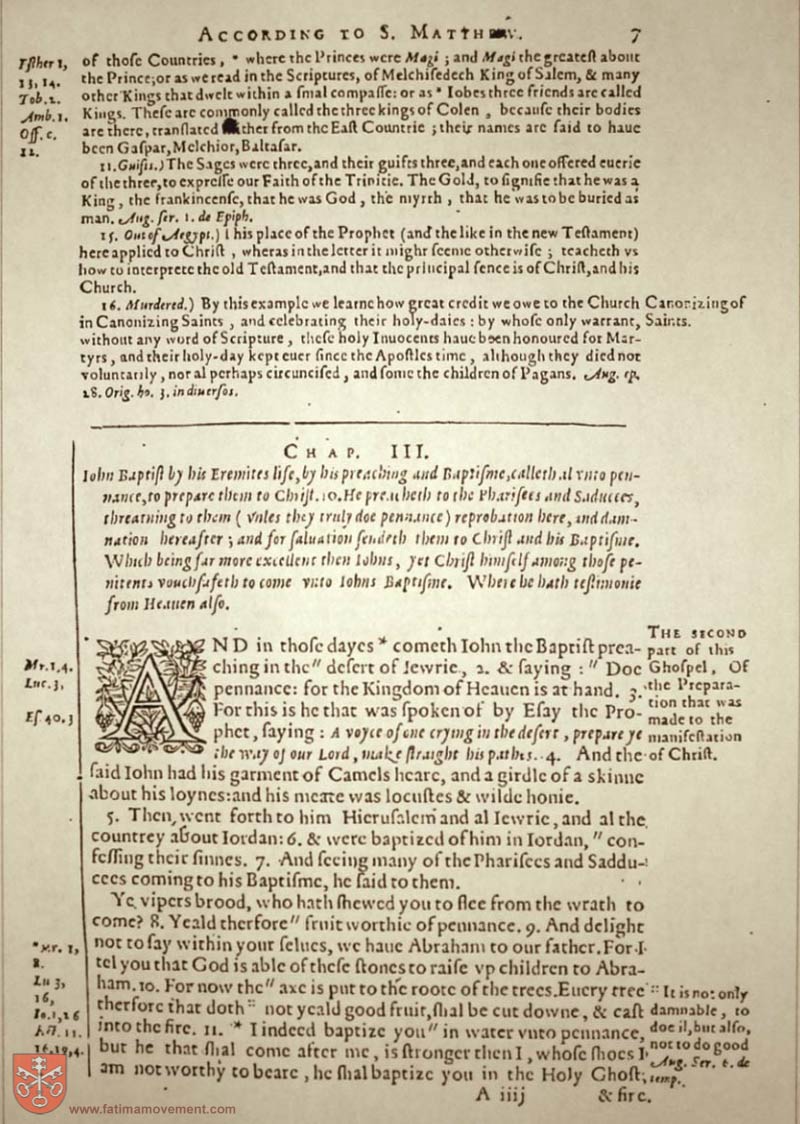 ACCORDING TO S. MATTHEV. 7
Eſther 1,
13, 14.
Tob. 2.
Amb. 1.
Off. c.
12.
of thoſe Countries, * where the Princes were Magi ; and Magi the greateſt about
the Prince;or as we read in the Scriptures, of Melchiſedech King of Salem, & many
other Kings that dwelt within a ſmal compaſſe: or as * Iobes three friends are called
Kings. Theſe are commonly called the three kings of Colen , becauſe their bodies
are there, tranſlated ther from the Eaſt Countrie ; their names are ſaid to haue
been Gaſpar, Melchior, Baltaſar.
11. Guifts.) The Sages were three, and their guifts three, and each one offered euerie
of the three, to expreſſe our Faith of the Trinitie. The Gold, to ſignifie that he was a
King , the frankincenſe, that he was God , the myrrh , that he was to be buried as
man. Aug. ſer. 1. de Epiph.
15. Out of Aegypt.) This place of the Prophet (and the like in the new Teſtament)
here applied to Chriſt , wheras in the letter it might ſeeme otherwiſe ; teacheth vs
how to interprete the old Teſtament, and that the principal ſence is of Chriſt, and his
Church.
16. Murdered.) By this example we learne how great credit we owe to the Church
in Canonizing Saints , and celebrating their holy-daies : by whoſe only warrant,
without any word of Scripture , theſe holy Innocents haue been honoured for Mar-
tyrs , and their holy-day kept euer ſince the Apoſtles time , although they died not
voluntarily, nor al perhaps circunciſed , and ſome the children of Pagans. Aug. ep.
28. Orig. ho. 3. in diuerſos.
Canonizing of
Saints.
CHAP. III.
Iohn Baptiſt by his Eremites life, by his preaching and Baptiſme, calleth al vnto pen-
nance, to prepare them to Chriſt. 10. He preacheth to the Phariſees and Saducees,
threatning to them ( vnles they truly doe pennance) reprobation here, and dam-
nation hereafter ; and for ſaluation ſendeth them to Chriſt and his Baptiſme.
Which being far more excellent then Iohns, yet Chriſt himſelf among thoſe pe-
nitents vouchſafeth to come vnto Iohns Baptiſme. Where he hath teſtimonie
from Heauen alſo.
Mr. 1, 4.
Luc. 3,
Eſ 40. 3
AND in thoſe dayes * cometh Iohn the Baptiſt prea-
ching in the " deſert of Iewrie, 2. & ſaying : " Doe
pennance: for the Kingdom of Heauen is at hand. 3.
For this is he that was ſpoken of by Eſay the Pro-
phet, ſaying : A voyce of one crying in the deſert, prepare ye
the way of our Lord, make ſtraight his pathes. 4. And the
ſaid Iohn had his garment of Camels heare, and a girdle of a skinne
about his loynes: and his meate was locuſtes & wilde honie.
THE SECOND
part of this
Ghoſpel, Of
the Prepara-
tion that was
made to the
manifeſtation
of Chriſt.
5. Then went forth to him Hieruſalem and al Iewrie, and al the
countrey about Iordan: 6. & were baptized of him in Iordan, " con-
feſſing their ſinnes. 7. And ſeeing many of the Phariſees and Saddu-
cees coming to his Baptiſme, he ſaid to them.
Ye vipers brood, who hath ſhewed you to flee from the wrath to
come? 8. Yeald therfore " fruit worthie of pennance. 9. And delight
not to ſay within your ſelues, we haue Abraham to our father. For I
tel you that God is able of theſe ſtones to raiſe vp children to Abra-
ham. 10. For now the " axe is put to the roote of the trees. Euery tree
therfore that doth :: not yeald good fruit, ſhal be cut downe, & caſt
into the fire. 11. * I indeed baptize you " in water vnto pennance,
but he that ſhal come after me , is ſtronger then I , whoſe ſhoes I
am not worthy to beare , he ſhal baptize you in the Holy Ghoſt,
*Mr. 1,
8.
Lu 3,
16,
Io. 1, 26
Act. 11.
16. 19, 4.
:: It is not only
damnable, to
doe il, but alſo,
not to do good
Aug. Ser. 6. de
temp.
A iiij & fire.
www.fatimamovement.com